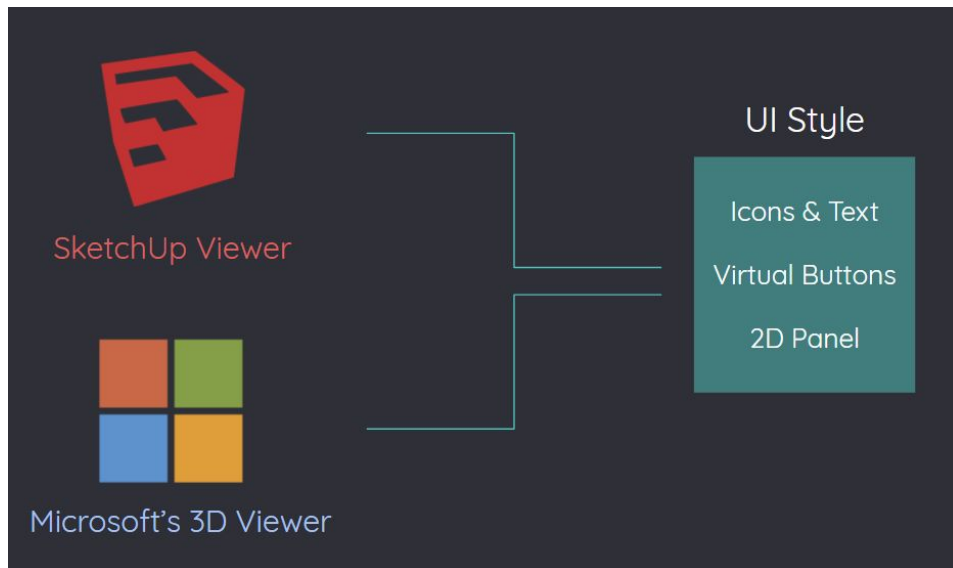 SketchUp Viewer
Microsoft's 3D Viewer
UI Style
Icons & Text
Virtual Buttons
2D Panel